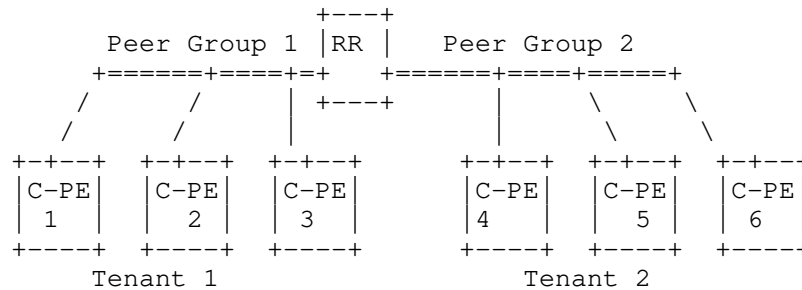 Peer Group 1 RR Peer Group 2
C-PE C-PE C-PE C-PE C-PE C-PE
1 2 3 4 5 6
Tenant 1 Tenant 2